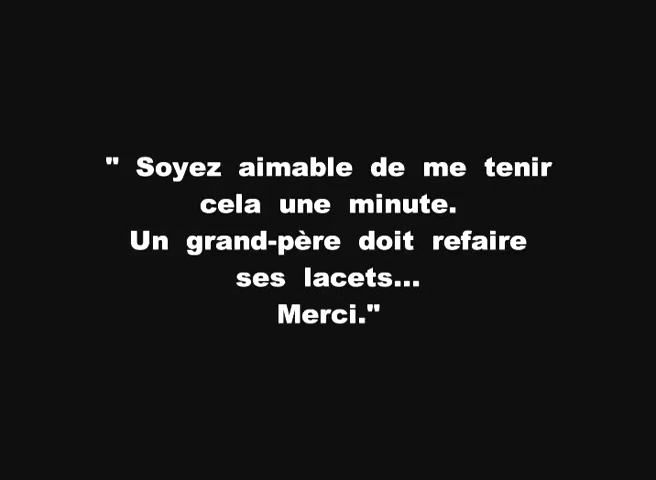 " Soyez aimable de me tenir
cela une minute.
Un grand-père doit refaire
ses lacets...
Merci."